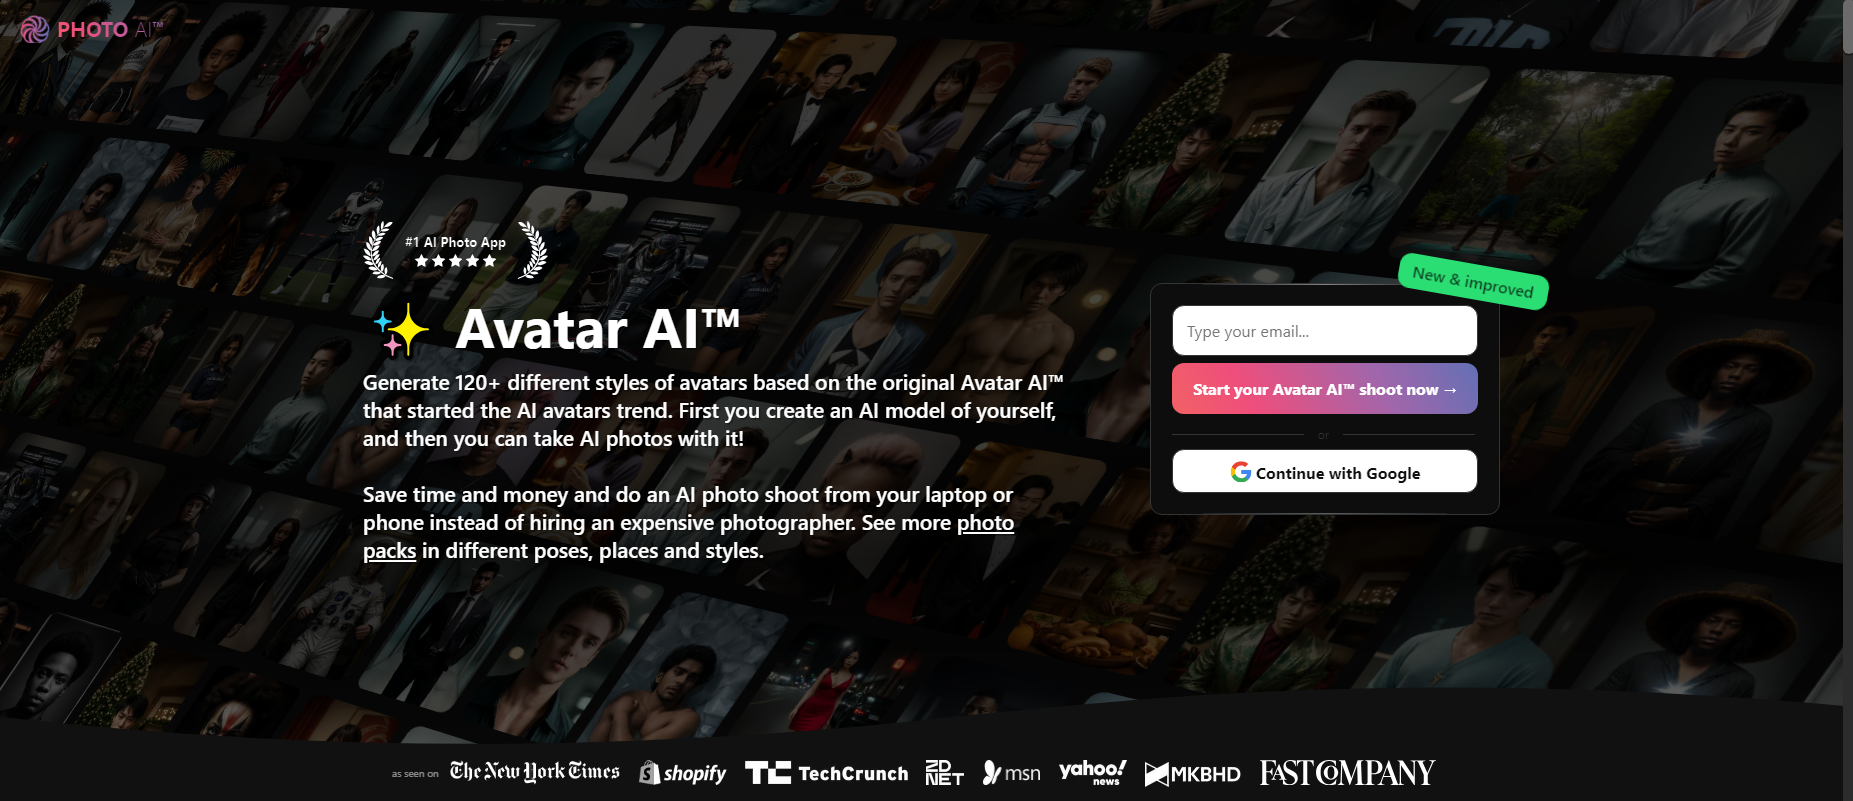 PHOTO AI™
#1 AI Photo App
Avatar AI™
Generate 120+ different styles of avatars based on the original Avatar AI™
that started the AI avatars trend. First you create an AI model of yourself,
and then you can take AI photos with it!
Save time and money and do an AI photo shoot from your laptop or
phone instead of hiring an expensive photographer. See more photo
packs in different poses, places and styles.
New & improved
Type your email...
Start your Avatar AI™ shoot now →
or
Continue with Google
as seen on
The New York Times
shopify
TC TechCrunch
ZDNET
msn
yahoo!
news
MKBHD
FAST COMPANY